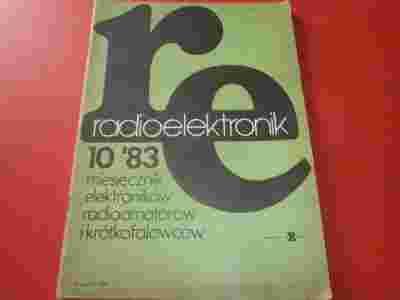 re
radioelektronik
10 '83
miesięcznik
elektroników
radioamatorów
i krótkofalowców